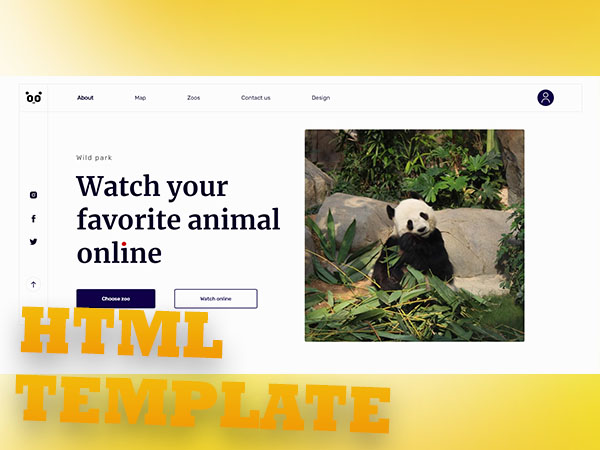 About Map Zoos Contact us Design
Wild park
Watch your
favorite animal
online
Choose zoo Watch online
HTML
TEMPLATE